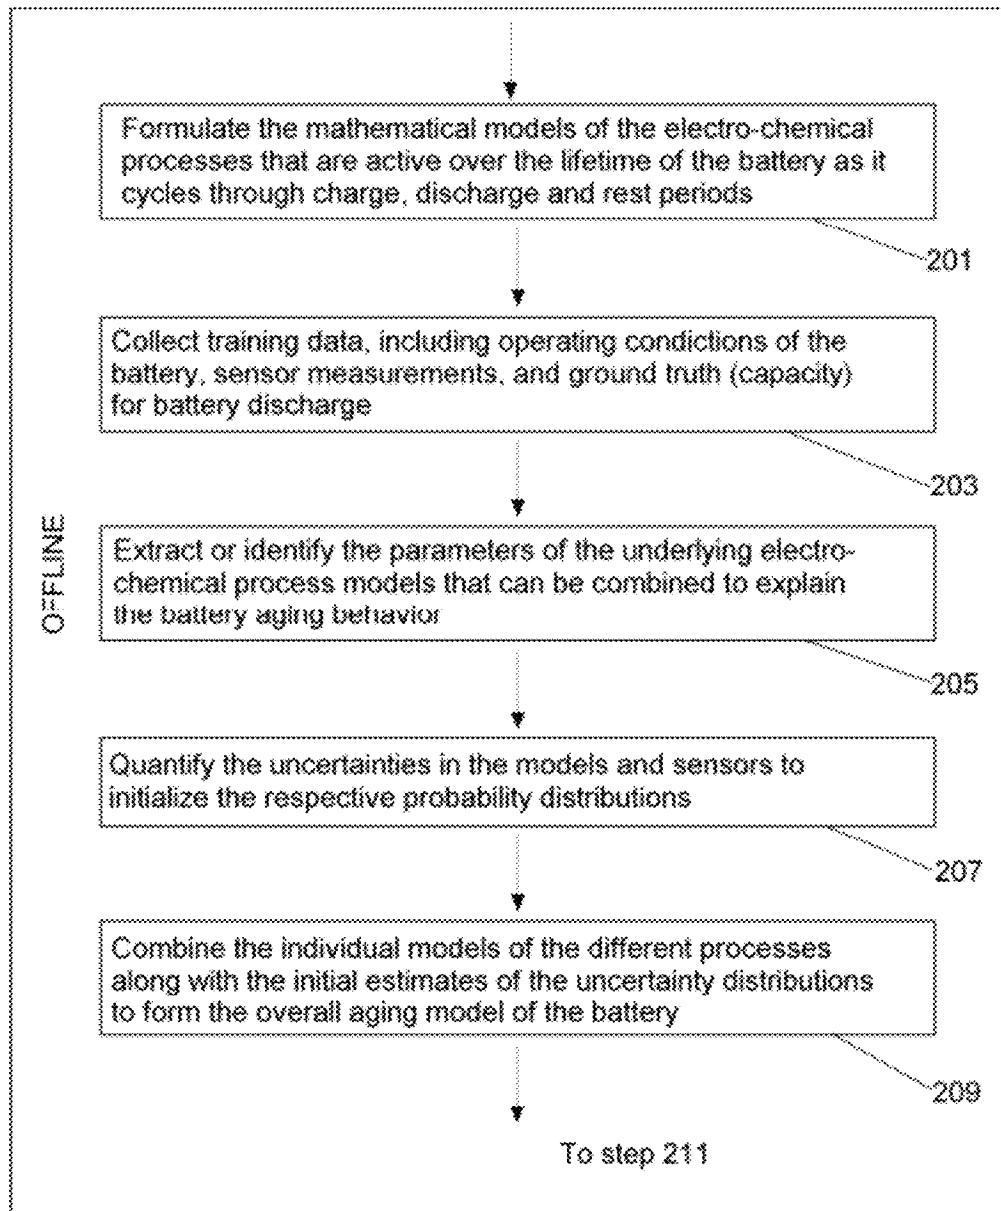 Formulate the mathematical models of the electro-chemical
processes that are active over the lifetime of the battery as it
cycles through charge, discharge and rest periods
201
Collect training data, including operating condictions of the
battery, sensor measurements, and ground truth (capacity)
for battery discharge
203
OFFLINE
Extract or identify the parameters of the underlying electro-
chemical process models that can be combined to explain
the battery aging behavior
205
Quantify the uncertainties in the models and sensors to
initialize the respective probability distributions
207
Combine the individual models of the different processes
along with the initial estimates of the uncertainty distributions
to form the overall aging model of the battery
209
To step 211